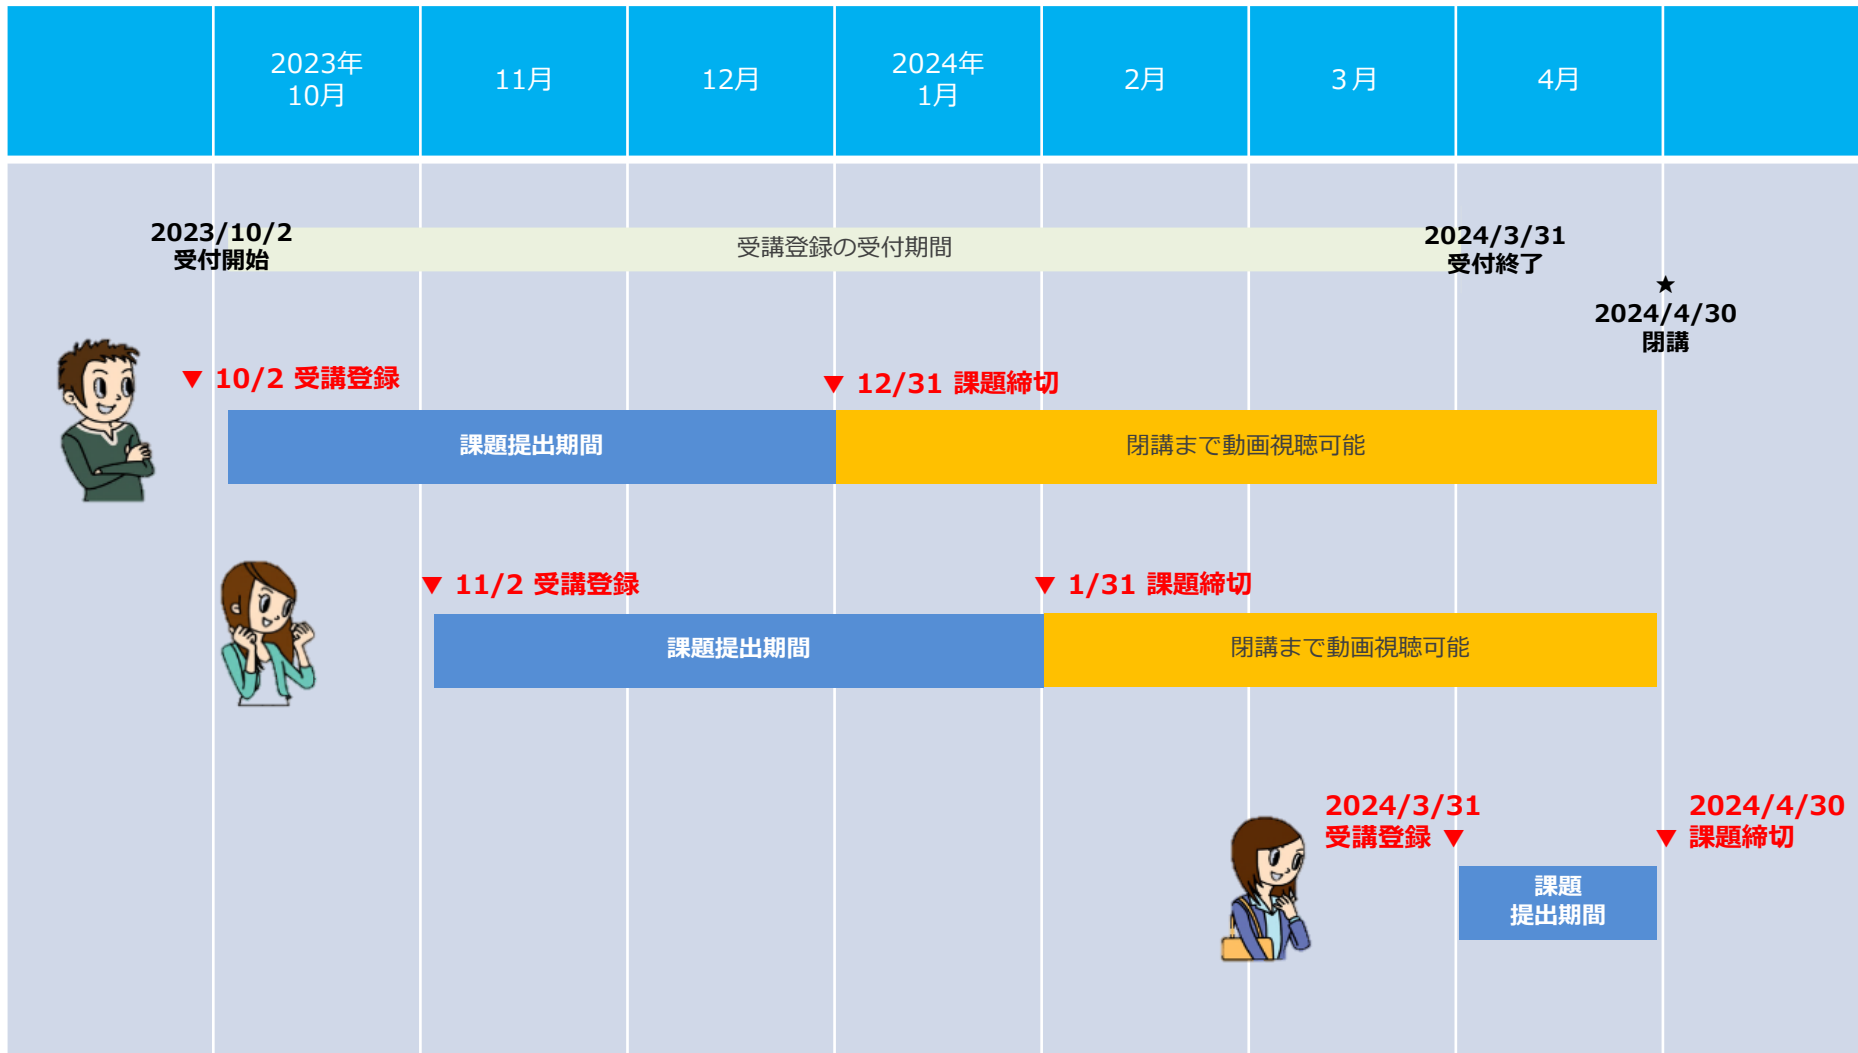 2023年
10月
11月
12月
2024年
1月
2月
３月
4月
2023/10/2
受付開始
受講登録の受付期間
2024/3/31
受付終了
★
2024/4/30
閉講
▼ 10/2 受講登録
▼ 12/31 課題締切
課題提出期間
閉講まで動画視聴可能
▼ 11/2 受講登録
▼ 1/31 課題締切
課題提出期間
閉講まで動画視聴可能
2024/3/31
受講登録 ▼
2024/4/30
▼ 課題締切
課題
提出期間